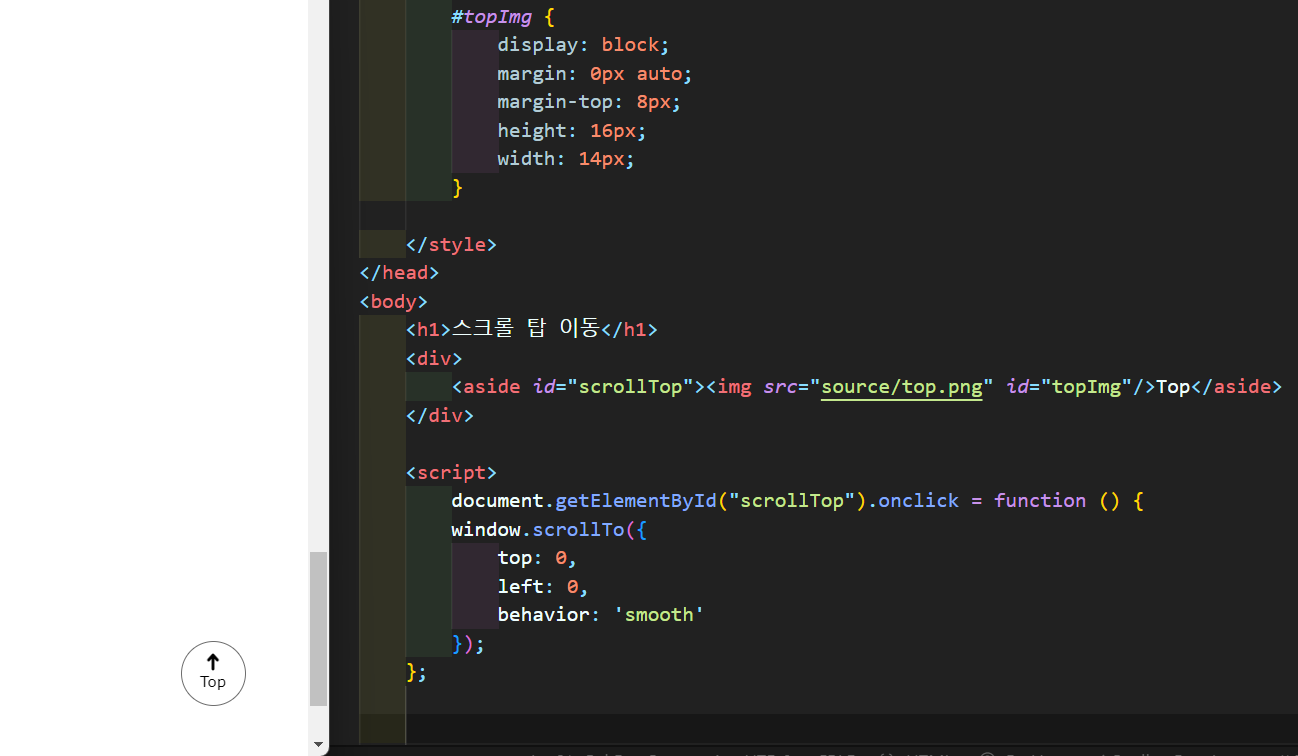 #topImg {
display: block;
margin: 0px auto;
margin-top: 8px;
height: 16px;
width: 14px;
}
</style>
</head>
<body>
<h1>스크롤 탑 이동</h1>
<div>
<aside id="scrollTop"><img src="source/top.png" id="topImg"/>Top</aside>
</div>
<script>
document.getElementById("scrollTop").onclick = function () {
window.scrollTo({
top: 0,
left: 0,
behavior: 'smooth'
});
};
Top